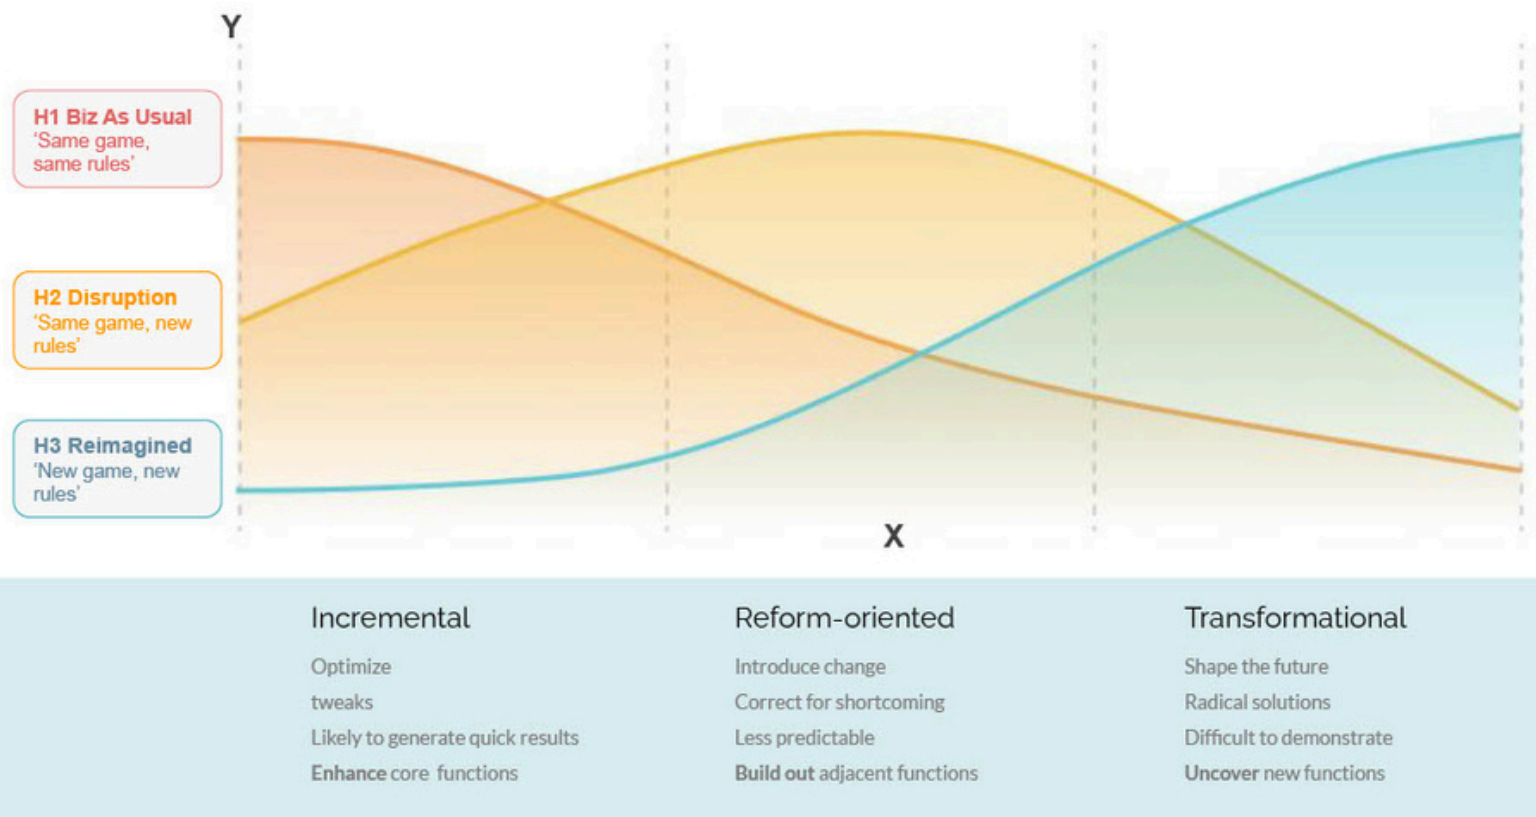 Y
H1 Biz As Usual
‘Same game,
same rules’
H2 Disruption
‘Same game, new
rules’
H3 Reimagined
‘New game, new
rules’
X
Incremental
Optimize
tweaks
Likely to generate quick results
Enhance core functions
Reform-oriented
Introduce change
Correct for shortcoming
Less predictable
Build out adjacent functions
Transformational
Shape the future
Radical solutions
Difficult to demonstrate
Uncover new functions